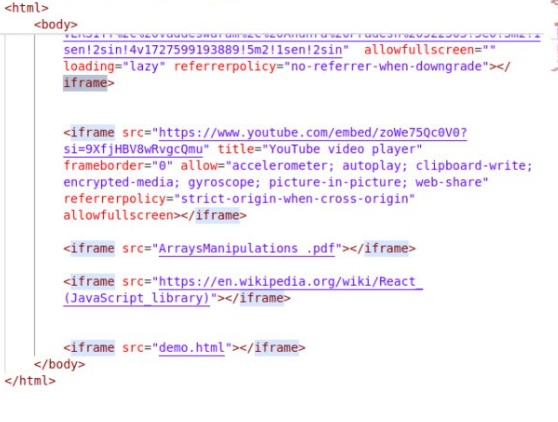 <html>
<body>
sen!2sin!4v1727599193889!5m2!1sen!2sin" allowfullscreen=""
loading="lazy" referrerpolicy="no-referrer-when-downgrade"></
iframe>
<iframe src="https://www.youtube.com/embed/zoWe75Qc0V0?
si=9XfjHBV8wRvgcQmu" title="YouTube video player"
frameborder="0" allow="accelerometer; autoplay; clipboard-write;
encrypted-media; gyroscope; picture-in-picture; web-share"
referrerpolicy="strict-origin-when-cross-origin"
allowfullscreen></iframe>
<iframe src="ArraysManipulations .pdf"></iframe>
<iframe src="https://en.wikipedia.org/wiki/React_
(JavaScript_library)"></iframe>
<iframe src="demo.html"></iframe>
</body>
</html>